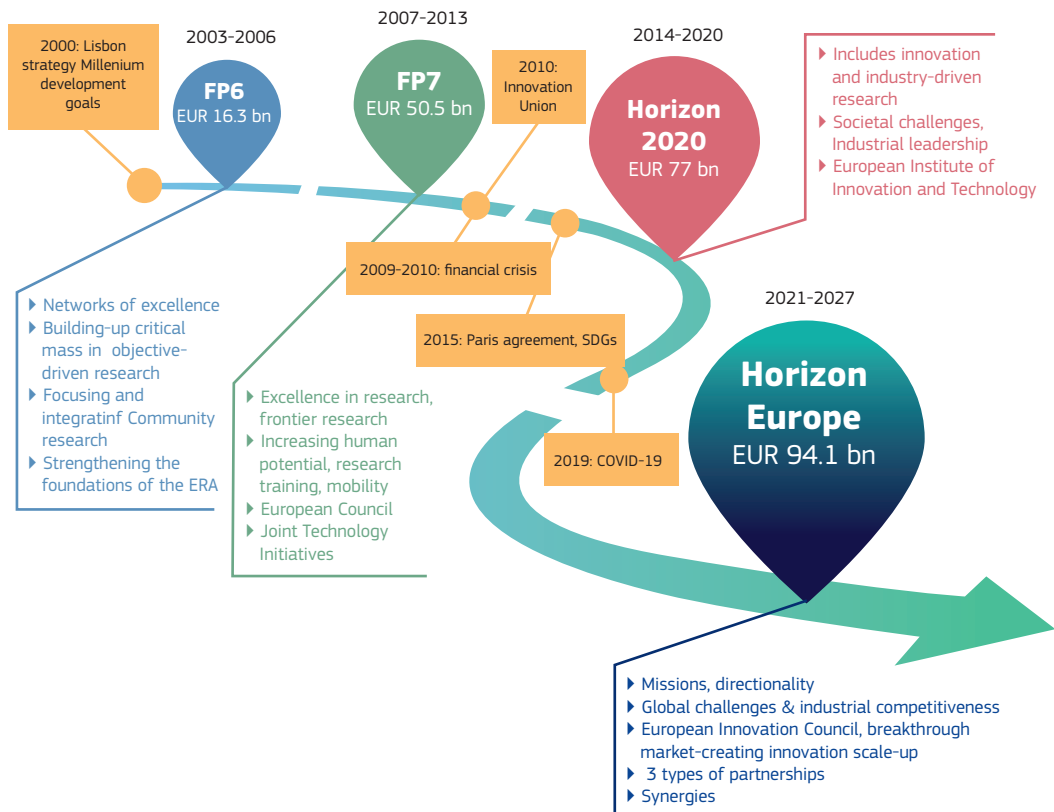 2000: Lisbon
strategy Millenium
development
goals
2003-2006
FP6
EUR 16.3 bn
2007-2013
FP7
EUR 50.5 bn
2010:
Innovation
Union
2014-2020
Horizon
2020
EUR 77 bn
Includes innovation
and industry-driven
research
Societal challenges,
Industrial leadership
European Institute of
Innovation and Technology
2009-2010: financial crisis
2015: Paris agreement, SDGs
2019: COVID-19
Networks of excellence
Building-up critical
mass in objective-
driven research
Focusing and
integratinf Community
research
Strengthening the
foundations of the ERA
Excellence in research,
frontier research
Increasing human
potential, research
training, mobility
European Council
Joint Technology
Initiatives
2021-2027
Horizon
Europe
EUR 94.1 bn
Missions, directionality
Global challenges & industrial competitiveness
European Innovation Council, breakthrough
market-creating innovation scale-up
3 types of partnerships
Synergies